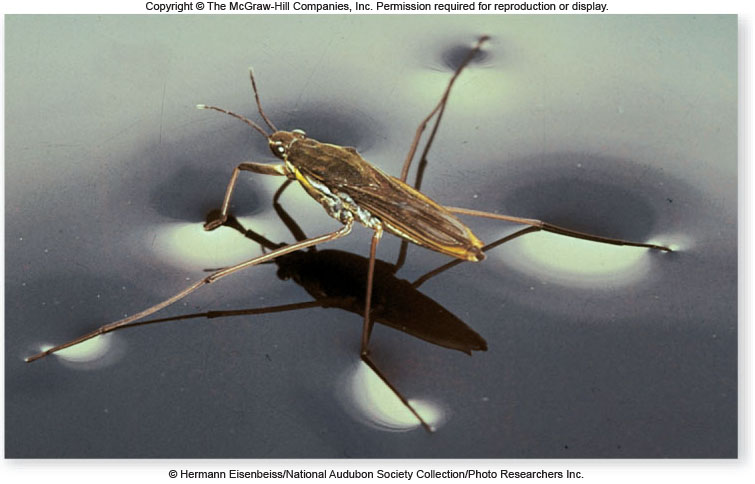 Copyright © The McGraw-Hill Companies, Inc. Permission required for reproduction or display.
© Hermann Eisenbeiss/National Audubon Society Collection/Photo Researchers Inc.